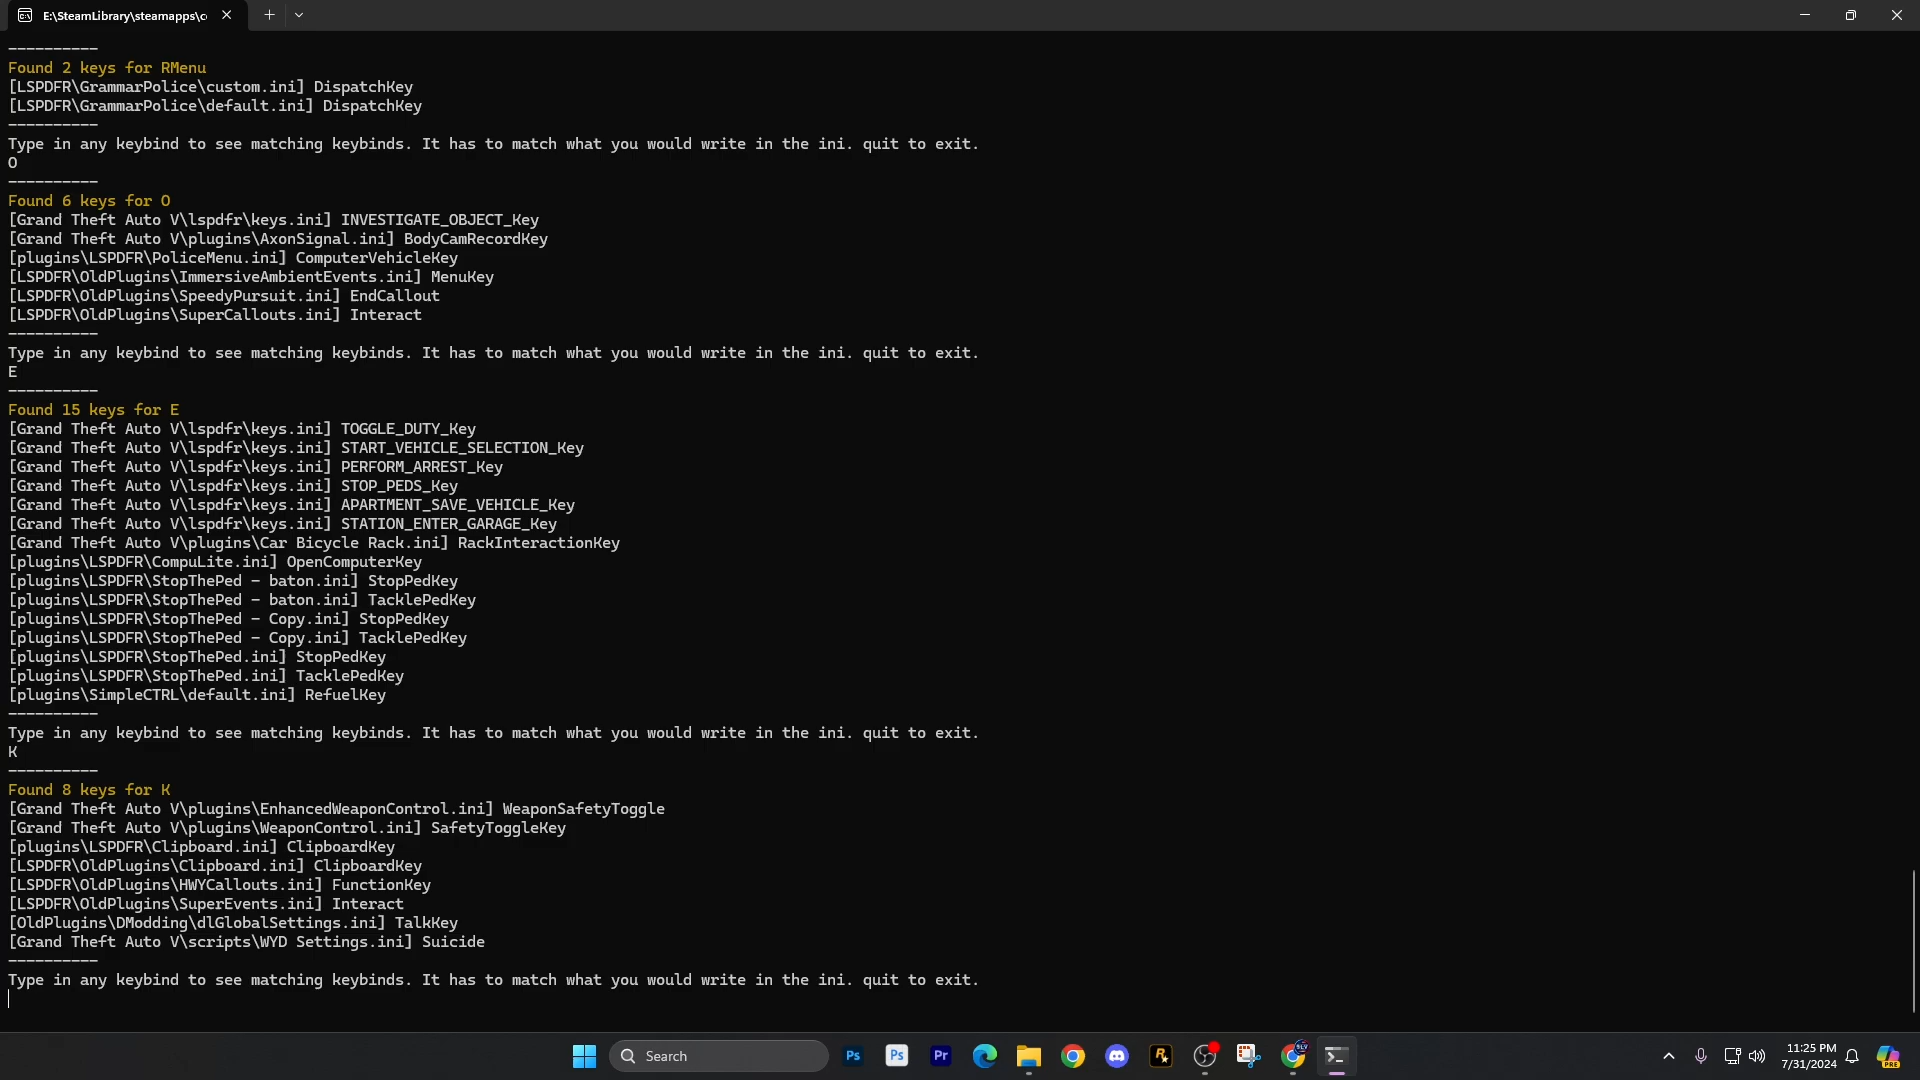 E:\SteamLibrary\steamapps\c
----------
Found 2 keys for RMenu
[LSPDFR\GrammarPolice\custom.ini] DispatchKey
[LSPDFR\GrammarPolice\default.ini] DispatchKey
----------
Type in any keybind to see matching keybinds. It has to match what you would write in the ini. quit to exit.
O
----------
Found 6 keys for O
[Grand Theft Auto V\lspdfr\keys.ini] INVESTIGATE_OBJECT_Key
[Grand Theft Auto V\plugins\AxonSignal.ini] BodyCamRecordKey
[plugins\LSPDFR\PoliceMenu.ini] ComputerVehicleKey
[LSPDFR\OldPlugins\ImmersiveAmbientEvents.ini] MenuKey
[LSPDFR\OldPlugins\SpeedyPursuit.ini] EndCallout
[LSPDFR\OldPlugins\SuperCallouts.ini] Interact
----------
Type in any keybind to see matching keybinds. It has to match what you would write in the ini. quit to exit.
E
----------
Found 15 keys for E
[Grand Theft Auto V\lspdfr\keys.ini] TOGGLE_DUTY_Key
[Grand Theft Auto V\lspdfr\keys.ini] START_VEHICLE_SELECTION_Key
[Grand Theft Auto V\lspdfr\keys.ini] PERFORM_ARREST_Key
[Grand Theft Auto V\lspdfr\keys.ini] STOP_PEDS_Key
[Grand Theft Auto V\lspdfr\keys.ini] APARTMENT_SAVE_VEHICLE_Key
[Grand Theft Auto V\lspdfr\keys.ini] STATION_ENTER_GARAGE_Key
[Grand Theft Auto V\plugins\Car Bicycle Rack.ini] RackInteractionKey
[plugins\LSPDFR\CompuLite.ini] OpenComputerKey
[plugins\LSPDFR\StopThePed - baton.ini] StopPedKey
[plugins\LSPDFR\StopThePed - baton.ini] TacklePedKey
[plugins\LSPDFR\StopThePed - Copy.ini] StopPedKey
[plugins\LSPDFR\StopThePed - Copy.ini] TacklePedKey
[plugins\LSPDFR\StopThePed.ini] StopPedKey
[plugins\LSPDFR\StopThePed.ini] TacklePedKey
[plugins\SimpleCTRL\default.ini] RefuelKey
----------
Type in any keybind to see matching keybinds. It has to match what you would write in the ini. quit to exit.
K
----------
Found 8 keys for K
[Grand Theft Auto V\plugins\EnhancedWeaponControl.ini] WeaponSafetyToggle
[Grand Theft Auto V\plugins\WeaponControl.ini] SafetyToggleKey
[plugins\LSPDFR\Clipboard.ini] ClipboardKey
[LSPDFR\OldPlugins\Clipboard.ini] ClipboardKey
[LSPDFR\OldPlugins\HWYCallouts.ini] FunctionKey
[LSPDFR\OldPlugins\SuperEvents.ini] Interact
[OldPlugins\DModding\dlGlobalSettings.ini] TalkKey
[Grand Theft Auto V\scripts\WYD Settings.ini] Suicide
----------
Type in any keybind to see matching keybinds. It has to match what you would write in the ini. quit to exit.
Search
Ps
Ps
Pr
11:25 PM
7/31/2024
PRE